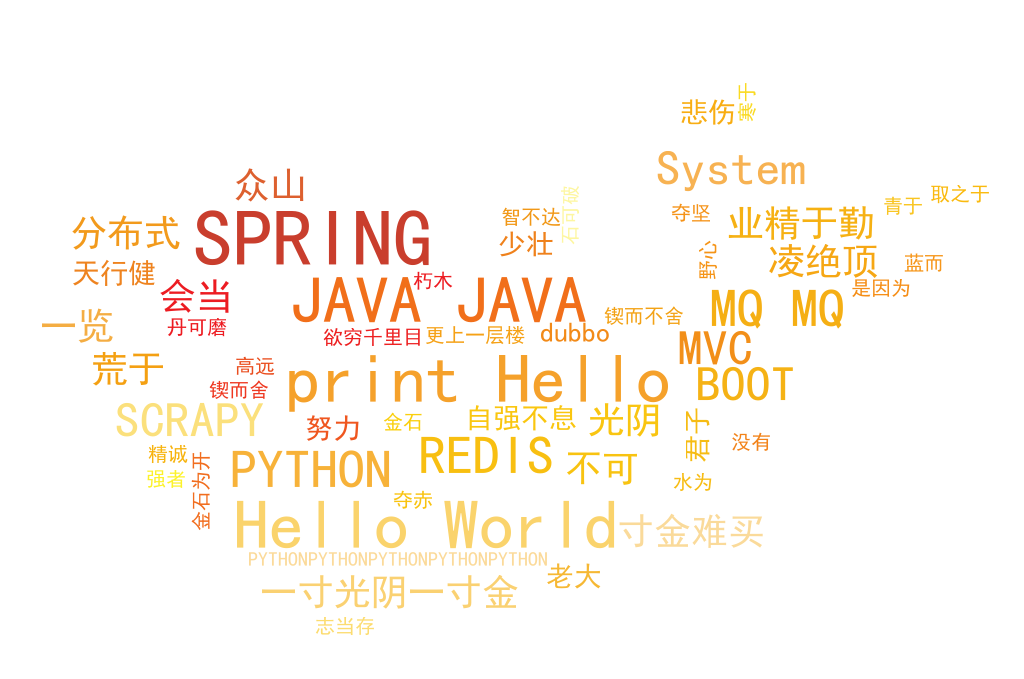 悲伤
寒于
System
众山
取之于
青于
夺坚
智不达
石可破
业精于勤
SPRING
分布式
少壮
凌绝顶
野心
蓝而
天行健
朽木
是因为
会当
JAVA JAVA
MQ MQ
锲而不舍
一览
丹可磨
欲穷千里目
更上一层楼
dubbo
MVC
荒于
高远
print Hello
BOOT
锲而舍
SCRAPY
努力
金石
自强不息
光阴
君子
没有
精诚
REDIS
强者
金石为开
PYTHON
不可
水为
夺赤
Hello World
寸金难买
PYTHONPYTHONPYTHONPYTHONPYTHON
老大
一寸光阴一寸金
志当存